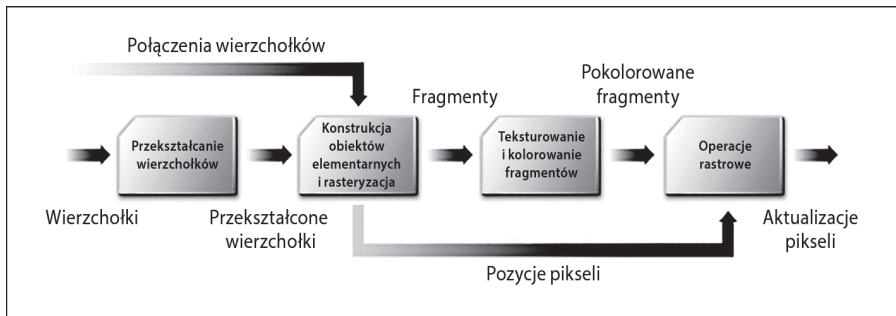 Połączenia wierzchołków
Pokolorowane
fragmenty
Fragmenty
Przekształcanie
wierzchołków
Konstrukcja
obiektów
elementarnych
i rasteryzacja
Teksturowanie
i kolorowanie
fragmentów
Operacje
rastrowe
Wierzchołki
Przekształcone
wierzchołki
Aktualizacje
pikseli
Pozycje pikseli